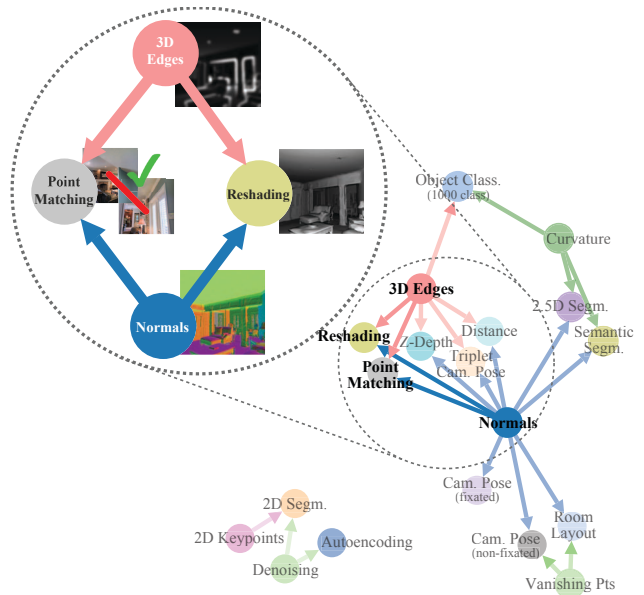 3D
Edges
Point
Matching
Reshading
Normals
Object Class.
(1000 class)
Curvature
3D Edges
2.5D Segm.
Reshading
Z-Depth
Distance
Semantic
Segm.
Point
Matching
Triplet
Cam. Pose
Normals
Cam. Pose
(fixated)
2D Segm.
2D Keypoints
Autoencoding
Denoising
Cam. Pose
(non-fixated)
Room
Layout
Vanishing Pts